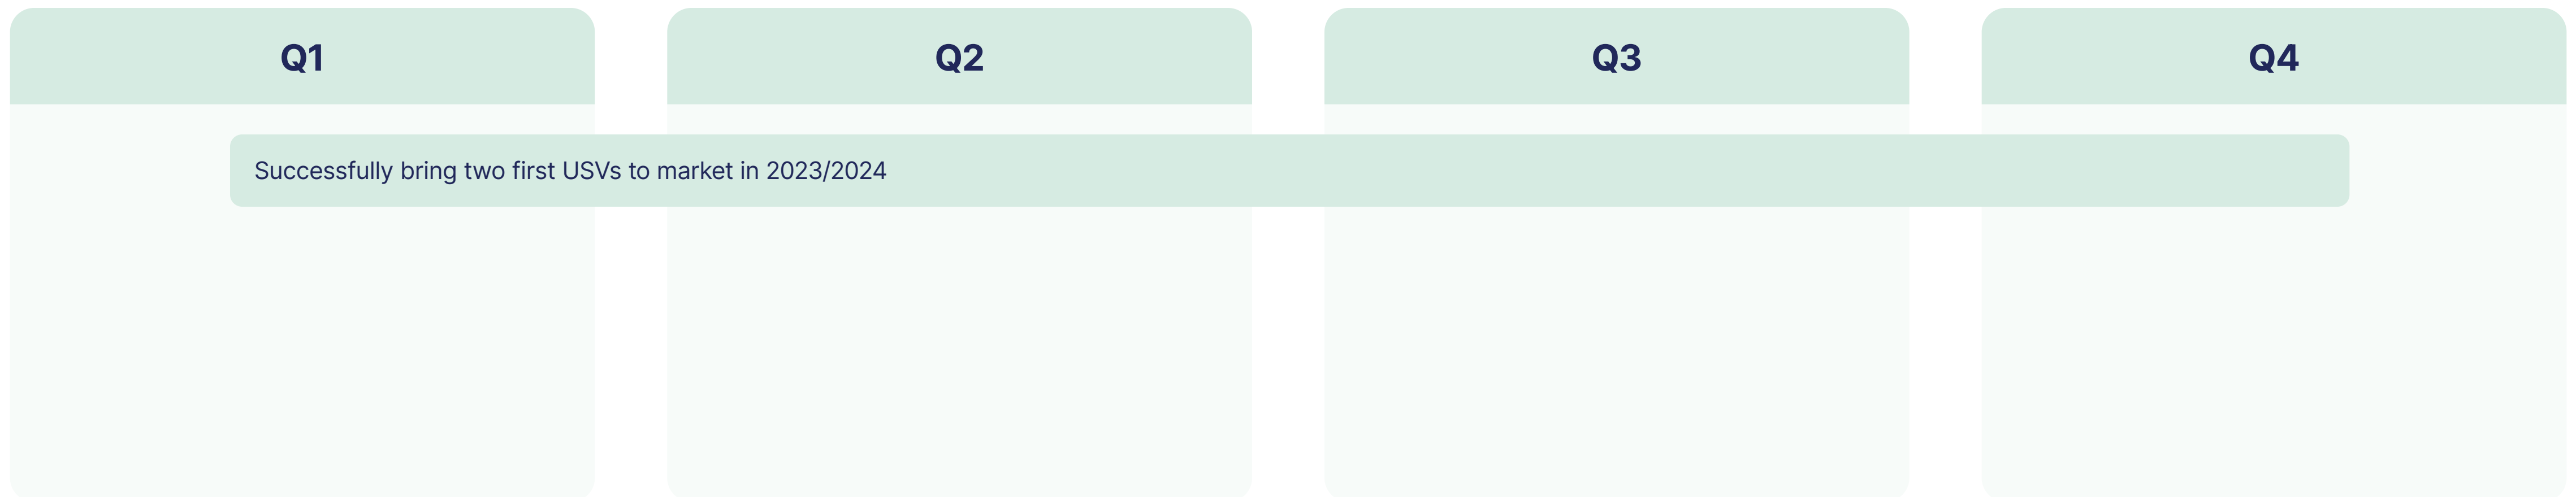 Q1 Q2 Q3 Q4
Successfully bring two first USVs to market in 2023/2024